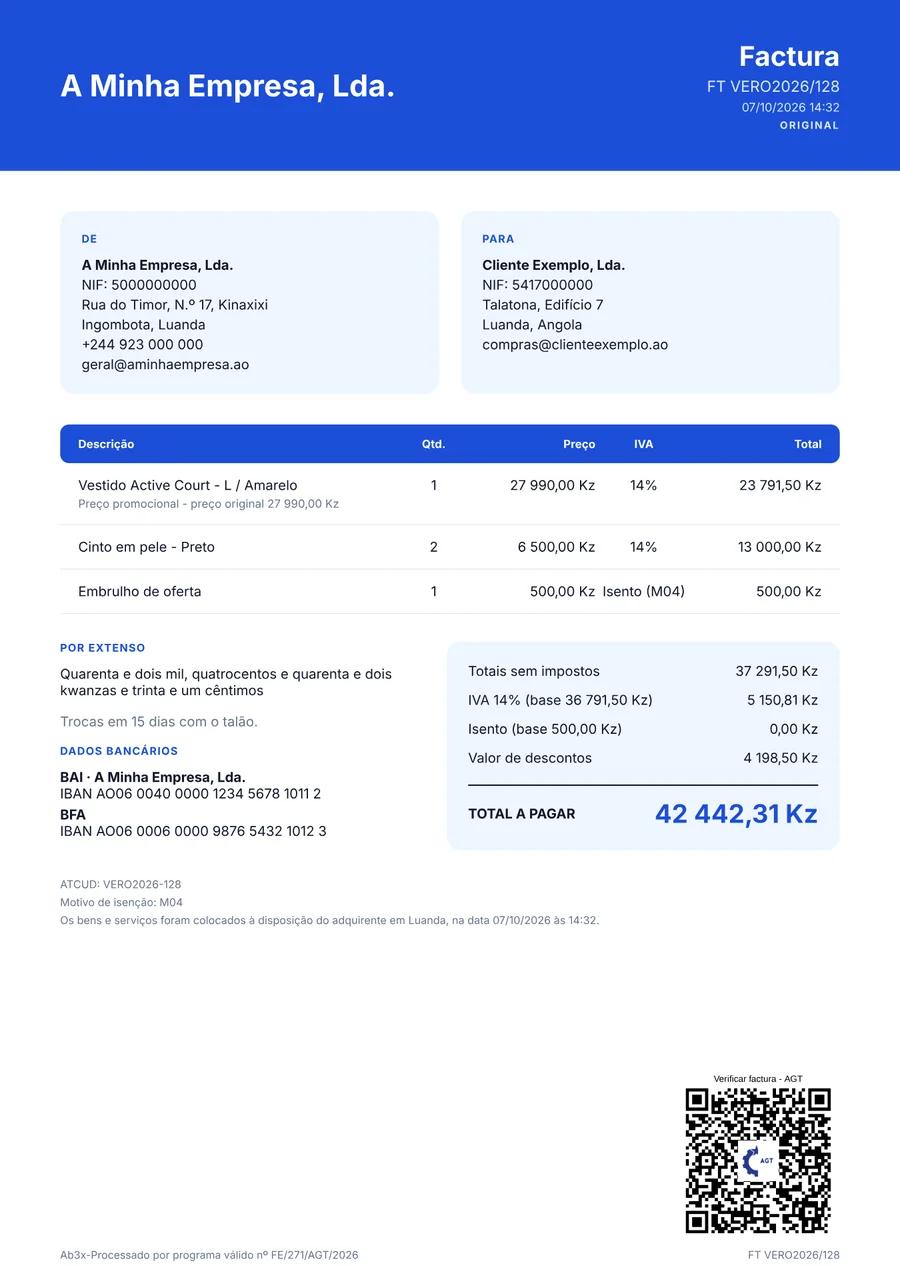 A Minha Empresa, Lda.
Factura
FT VERO2026/128
07/10/2026 14:32
ORIGINAL
DE
A Minha Empresa, Lda.
NIF: 5000000000
Rua do Timor, N.º 17, Kinaxixi
Ingombota, Luanda
+244 923 000 000
geral@aminhaempresa.ao
PARA
Cliente Exemplo, Lda.
NIF: 5417000000
Talatona, Edifício 7
Luanda, Angola
compras@clienteexemplo.ao
Descrição Qtd. Preço IVA Total
Vestido Active Court - L / Amarelo 1 27 990,00 Kz 14% 23 791,50 Kz
Preço promocional - preço original 27 990,00 Kz
Cinto em pele - Preto 2 6 500,00 Kz 14% 13 000,00 Kz
Embrulho de oferta 1 500,00 Kz Isento (M04) 500,00 Kz
POR EXTENSO
Quarenta e dois mil, quatrocentos e quarenta e dois
kwanzas e trinta e um cêntimos
Trocas em 15 dias com o talão.
DADOS BANCÁRIOS
BAI · A Minha Empresa, Lda.
IBAN AO06 0040 0000 1234 5678 1011 2
BFA
IBAN AO06 0006 0000 9876 5432 1012 3
Totais sem impostos 37 291,50 Kz
IVA 14% (base 36 791,50 Kz) 5 150,81 Kz
Isento (base 500,00 Kz) 0,00 Kz
Valor de descontos 4 198,50 Kz
TOTAL A PAGAR 42 442,31 Kz
ATCUD: VERO2026-128
Motivo de isenção: M04
Os bens e serviços foram colocados à disposição do adquirente em Luanda, na data 07/10/2026 às 14:32.
Verificar factura - AGT
AGT
Ab3x-Processado por programa válido nº FE/271/AGT/2026
FT VERO2026/128